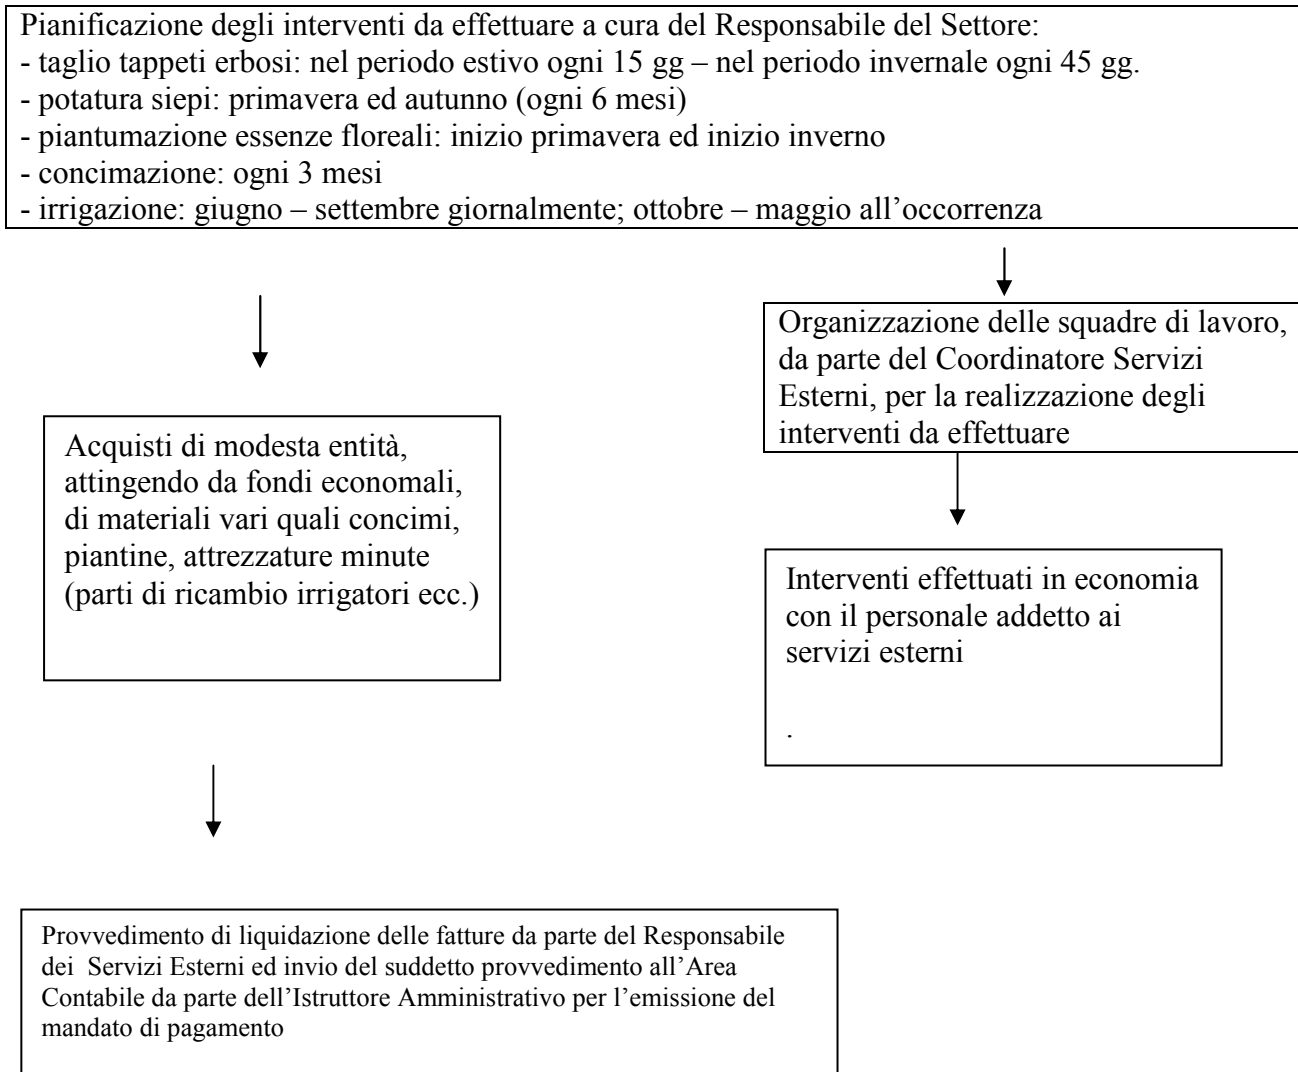 Pianificazione degli interventi da effettuare a cura del Responsabile del Settore:
- taglio tappeti erbosi: nel periodo estivo ogni 15 gg – nel periodo invernale ogni 45 gg.
- potatura siepi: primavera ed autunno (ogni 6 mesi)
- piantumazione essenze floreali: inizio primavera ed inizio inverno
- concimazione: ogni 3 mesi
- irrigazione: giugno – settembre giornalmente; ottobre – maggio all’occorrenza
Organizzazione delle squadre di lavoro,
da parte del Coordinatore Servizi
Esterni, per la realizzazione degli
interventi da effettuare
Acquisti di modesta entità,
attingendo da fondi economali,
di materiali vari quali concimi,
piantine, attrezzature minute
(parti di ricambio irrigatori ecc.)
Interventi effettuati in economia
con il personale addetto ai
servizi esterni
.
Provvedimento di liquidazione delle fatture da parte del Responsabile
dei  Servizi Esterni ed invio del suddetto provvedimento all’Area
Contabile da parte dell’Istruttore Amministrativo per l’emissione del
mandato di pagamento